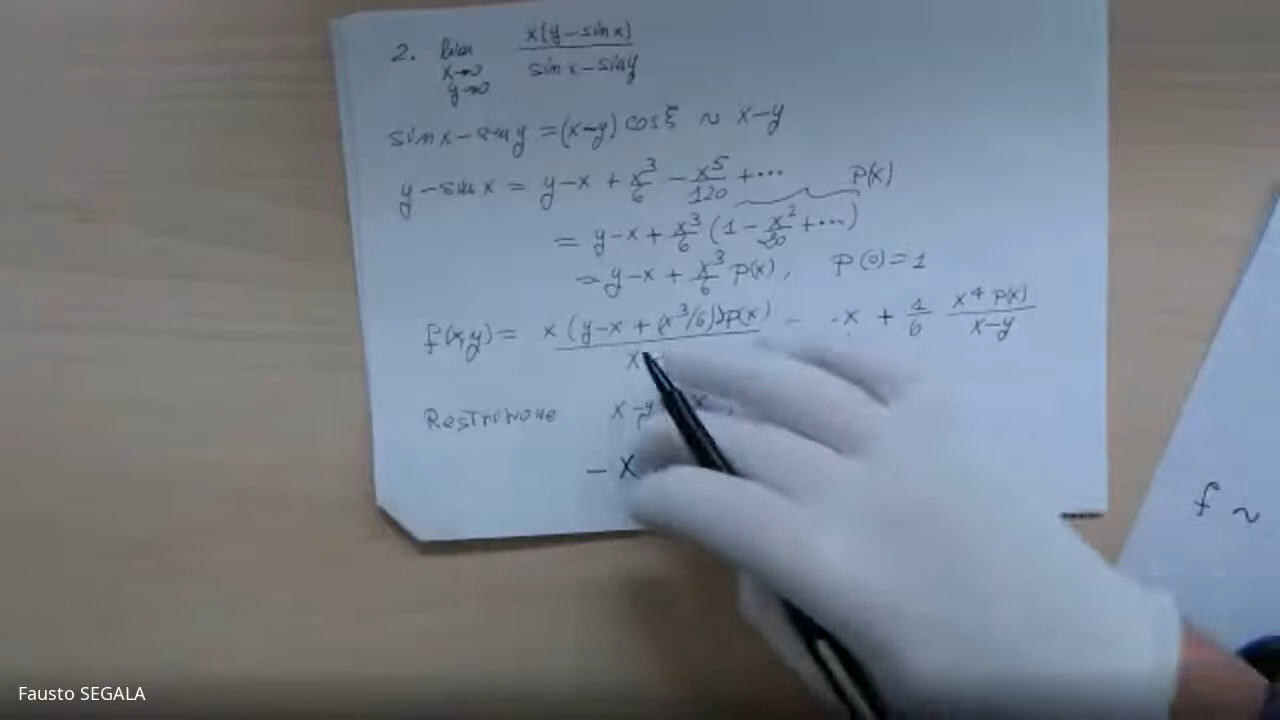 2. lim x(y-sin x)
x→0 sin x-sin y
y→0
sin x-sin y =(x-y) cos ξ ~ x-y
y-sin x = y-x + x³/6 - x⁵/120 +... P(x)
= y-x + x³/6 (1 - x²/20 +...)
= y-x + x³/6 P(x), P(0)=1
f(x,y)= x (y-x + (x³/6))p(x) - x + 1/6 x⁴ P(x)/x-y
x
x-y x
- x
f ~
Fausto SEGALA